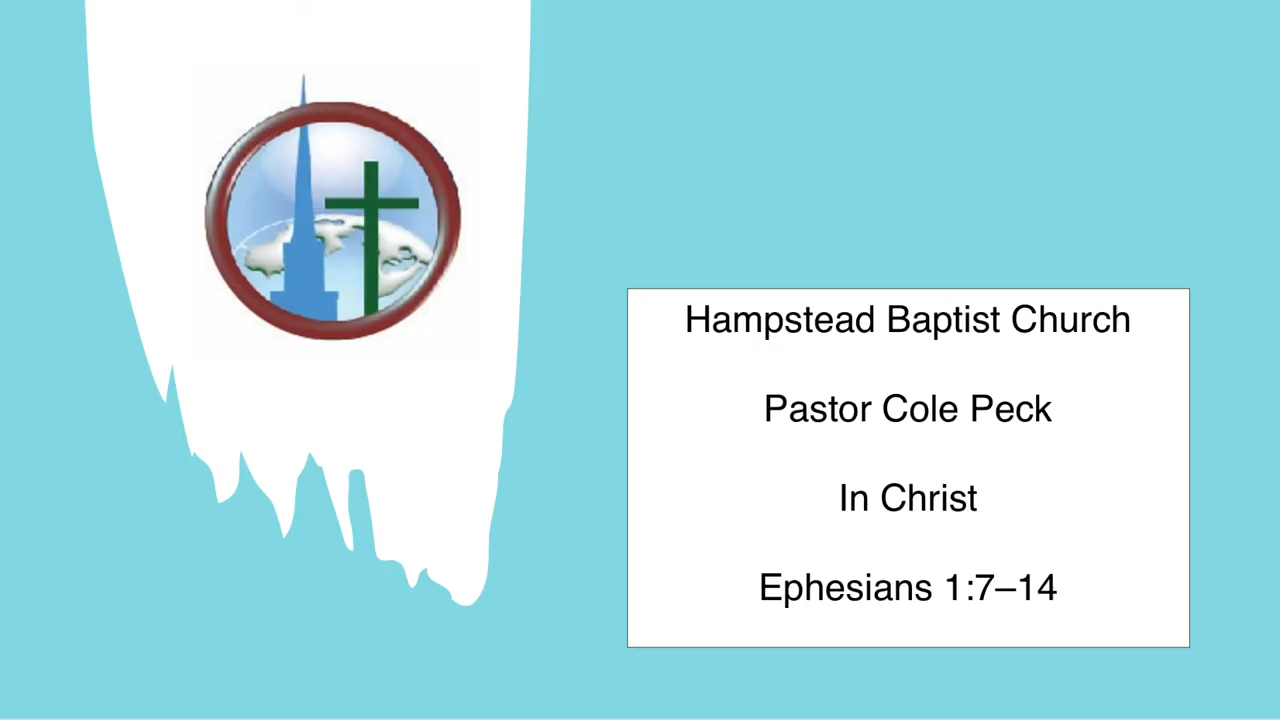 Hampstead Baptist Church
Pastor Cole Peck
In Christ
Ephesians 1:7–14